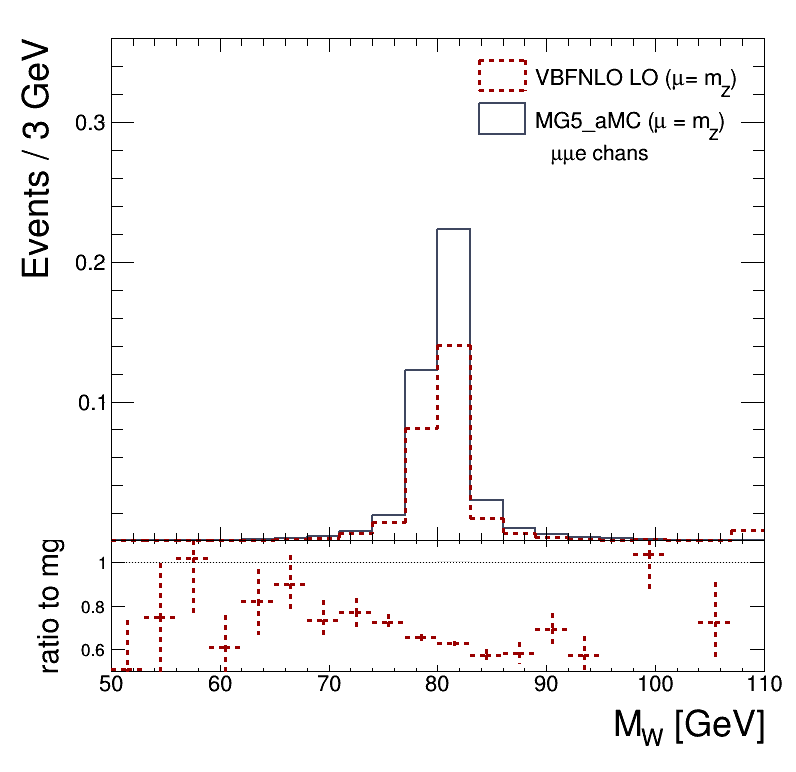 Events / 3 GeV
VBFNLO LO (μ= m_Z)
MG5_aMC (μ = m_Z)
μμe chans
0.3
0.2
0.1
ratio to mg
1
0.8
0.6
50 60 70 80 90 100 110
M_W [GeV]